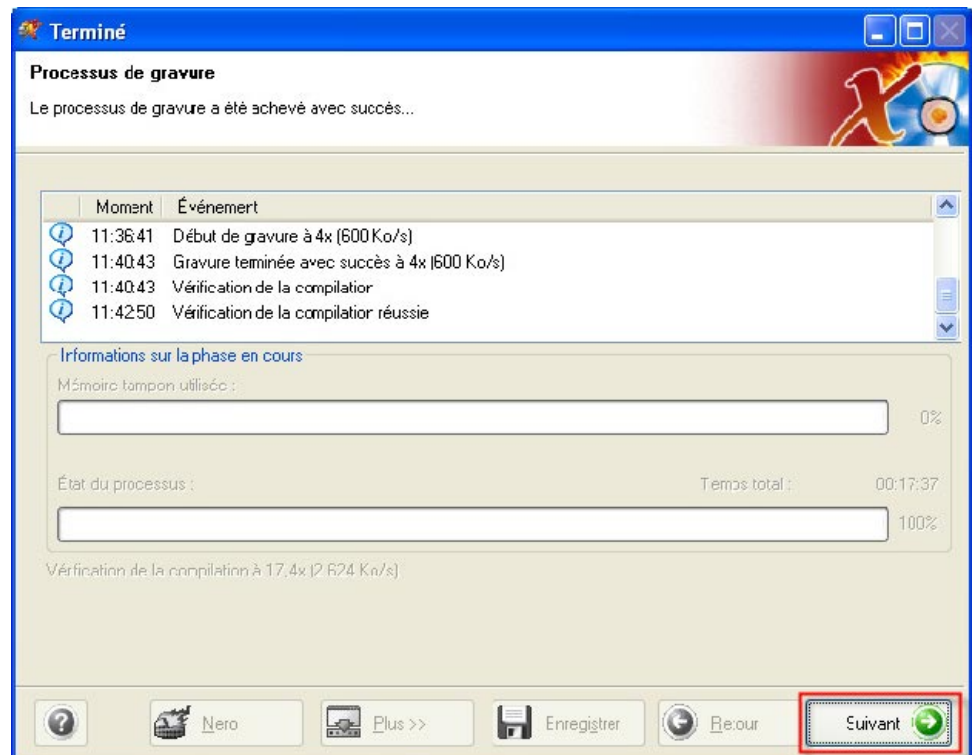 Terminé
Processus de gravure
Le processus de gravure a été achevé avec succès...
Moment Événement
11:36:41 Début de gravure à 4x (600 Ko/s)
11:40:43 Gravure terminée avec succès à 4x (600 Ko/s)
11:40:43 Vérification de la compilation
11:42:50 Vérification de la compilation réussie
Informations sur la phase en cours
Mémoire tampon utilisée :
0%
État du processus : Temps total : 00:17:37
100%
Vérification de la compilation à 17,4x (2 624 Ko/s)
Nero Plus >> Enregistrer Retour Suivant